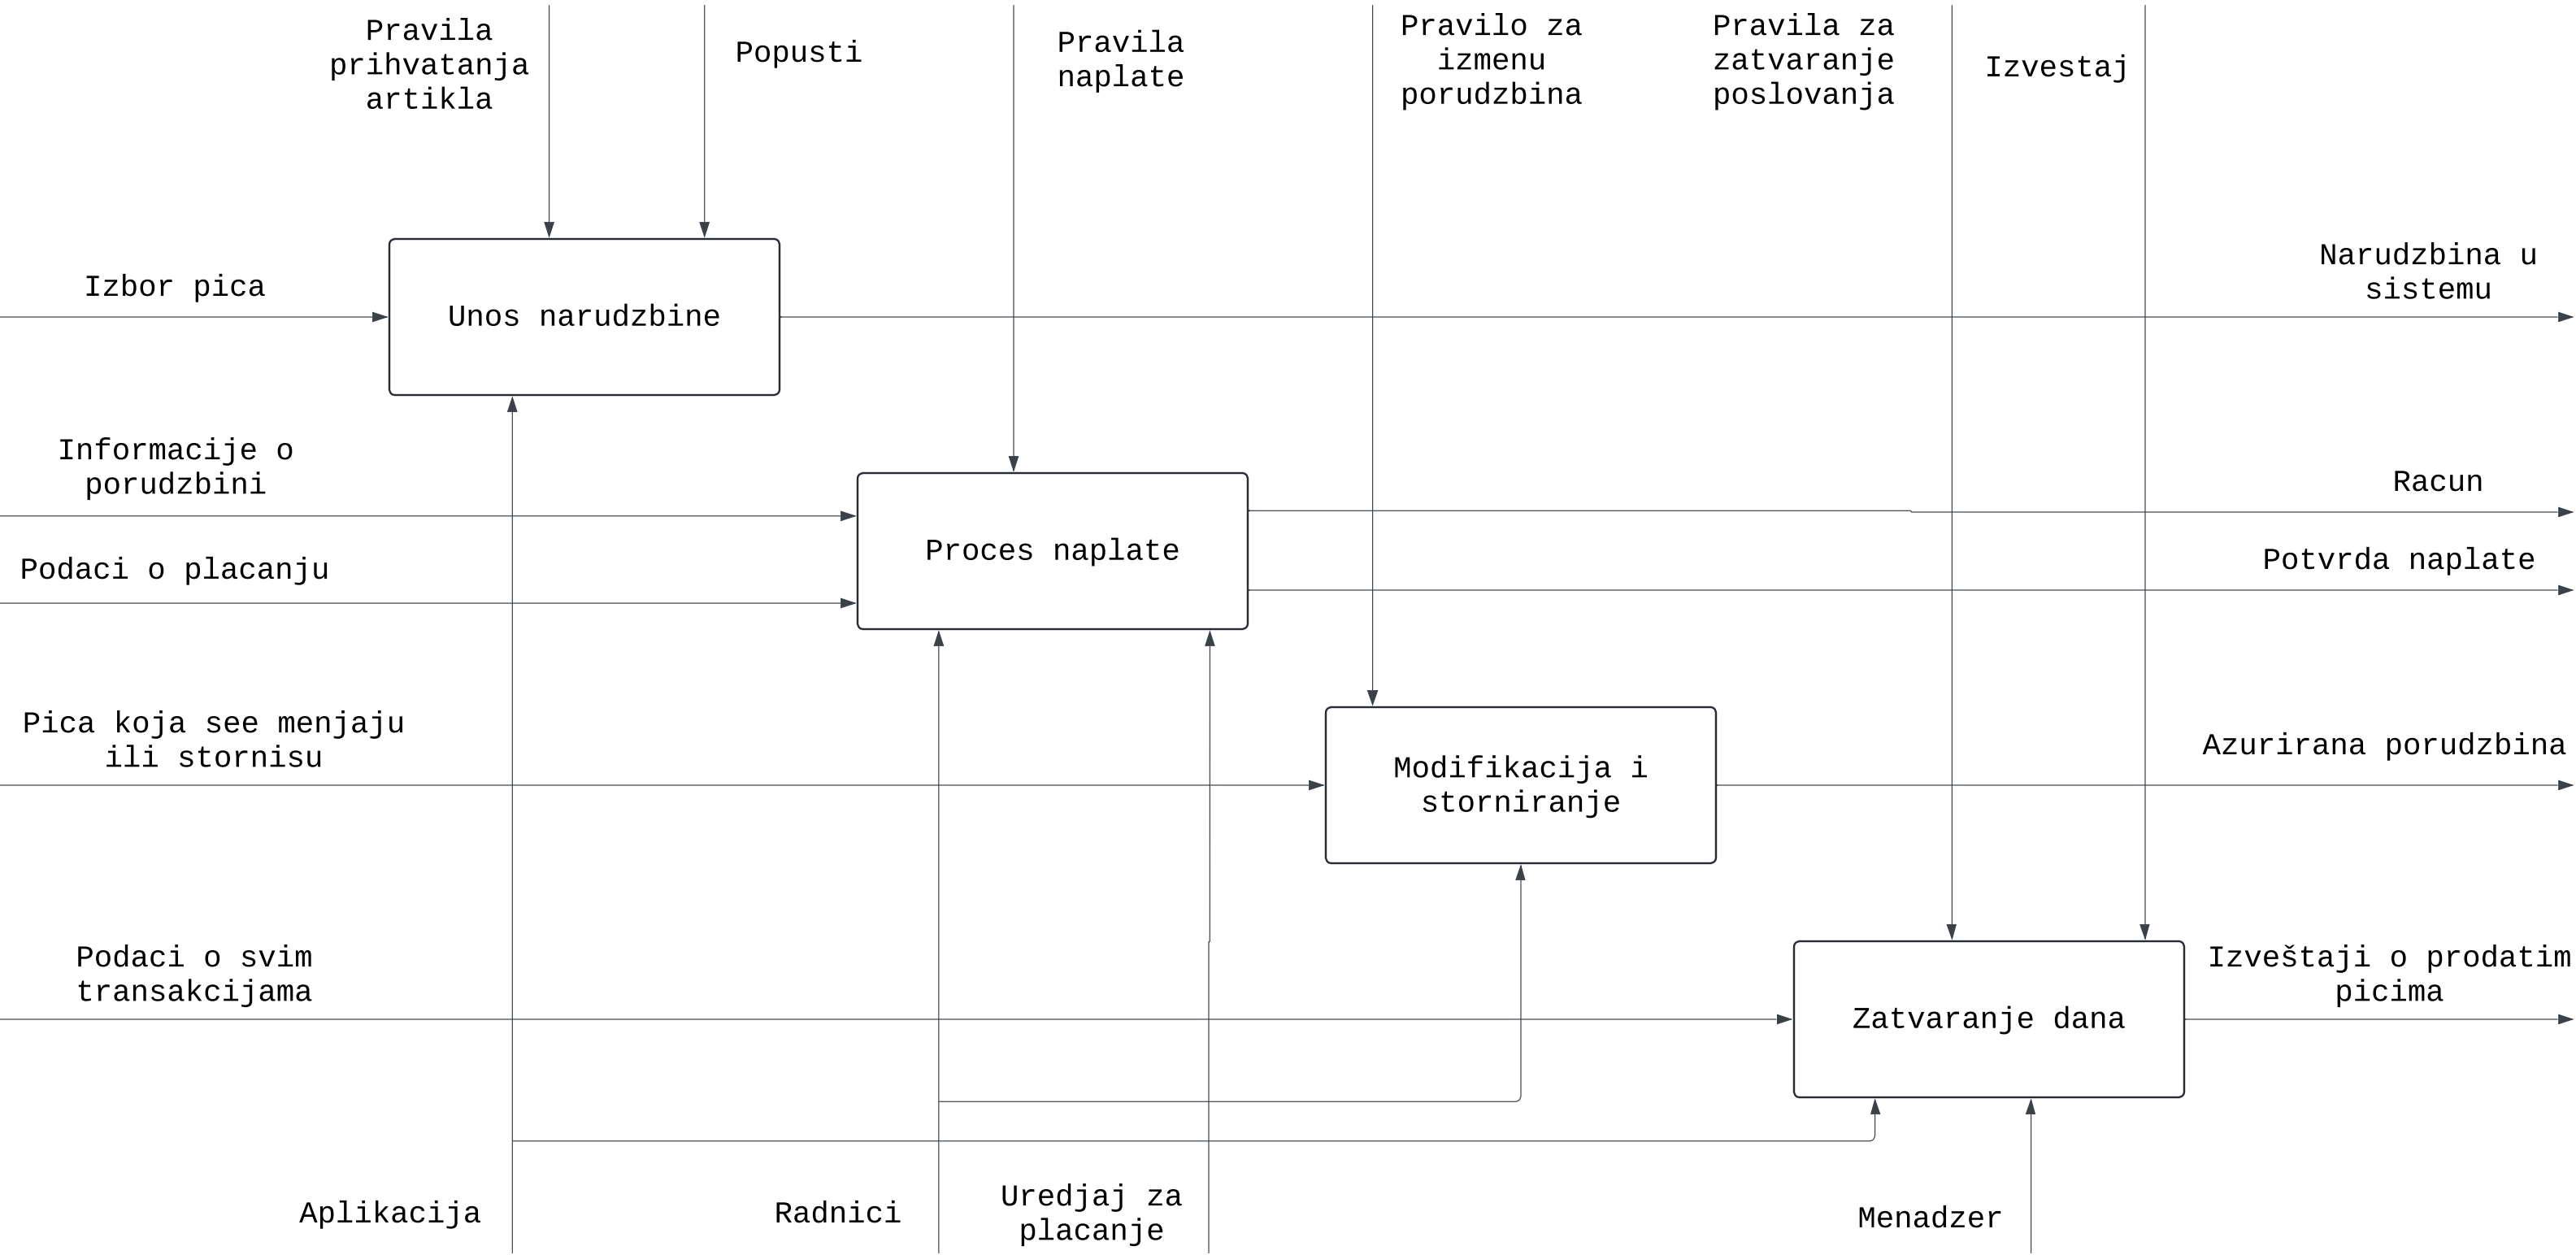 Pravila
prihvatanja
artikla
Popusti
Pravila
naplate
Pravilo za
izmenu
porudzbina
Pravila za
zatvaranje
poslovanja
Izvestaj
Izbor pica
Unos narudzbine
Narudzbina u
sistemu
Informacije o
porudzbini
Podaci o placanju
Proces naplate
Racun
Potvrda naplate
Pica koja see menjaju
ili stornisu
Modifikacija i
storniranje
Azurirana porudzbina
Podaci o svim
transakcijama
Zatvaranje dana
Izveštaji o prodatim
picima
Aplikacija
Radnici
Uredjaj za
placanje
Menadzer